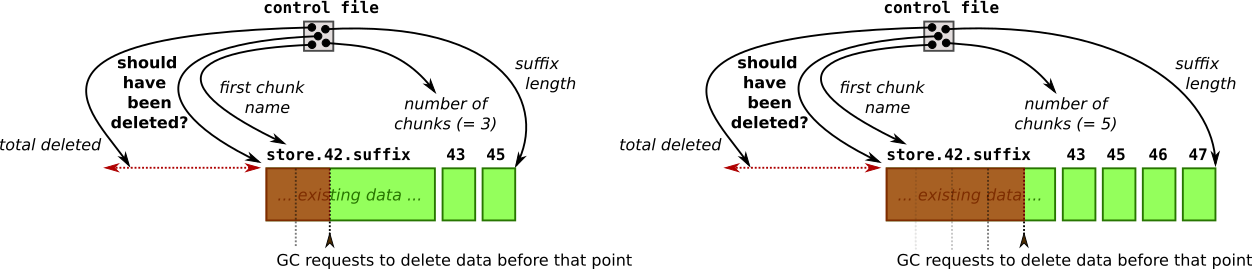 control file
should
have
been
deleted?
first chunk
name
suffix
length
number of
chunks (= 3)
total deleted
store.42.suffix 43 45
... existing data ...
GC requests to delete data before that point
control file
should
have
been
deleted?
first chunk
name
suffix
length
number of
chunks (= 5)
total deleted
store.42.suffix 43 45 46 47
... existing data ...
GC requests to delete data before that point